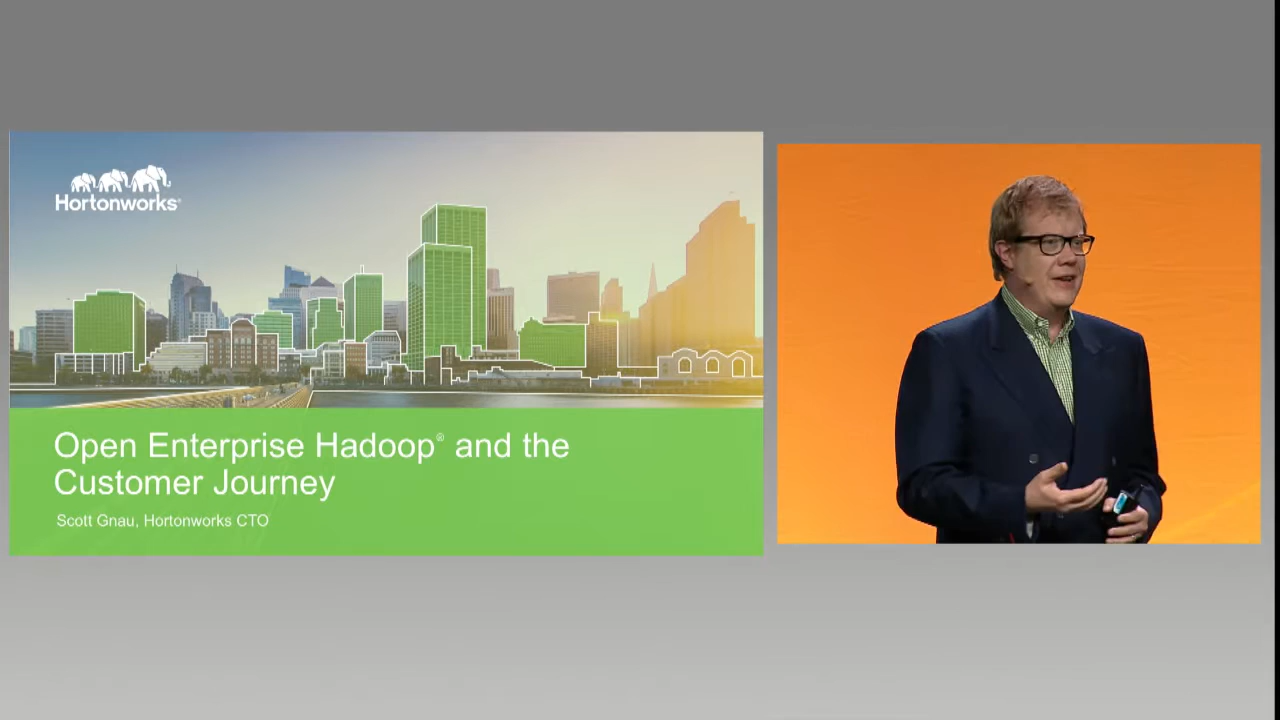 Hortonworks®
Open Enterprise Hadoop® and the
Customer Journey
Scott Gnau, Hortonworks CTO